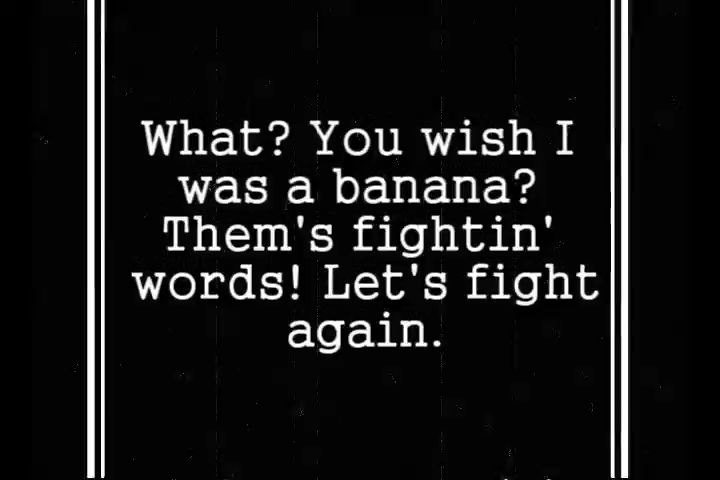 What? You wish I
was a banana?
Them's fightin'
words! Let's fight
again.